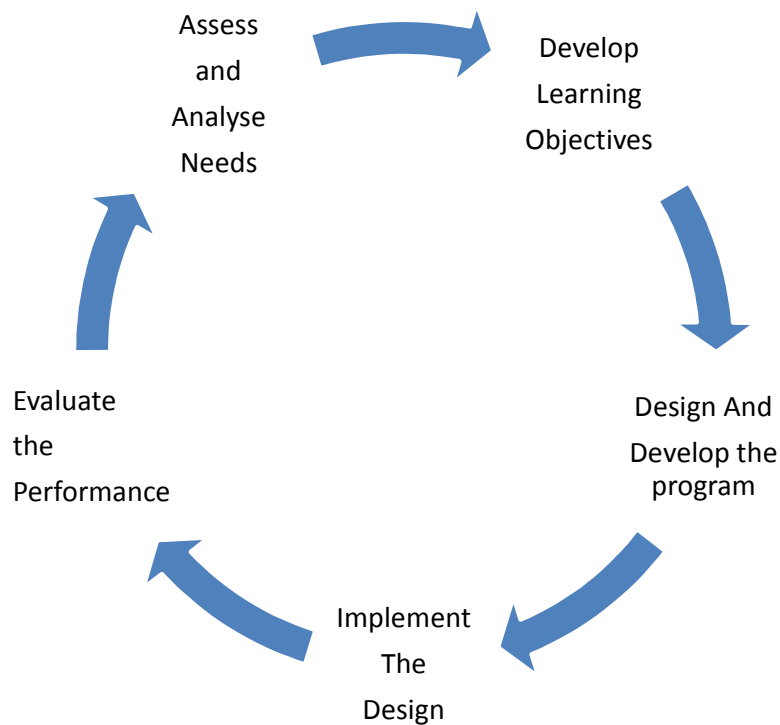 Assess
and
Analyse
Needs
Develop
Learning
Objectives
Design And
Develop the
program
Implement
The
Design
Evaluate
the
Performance